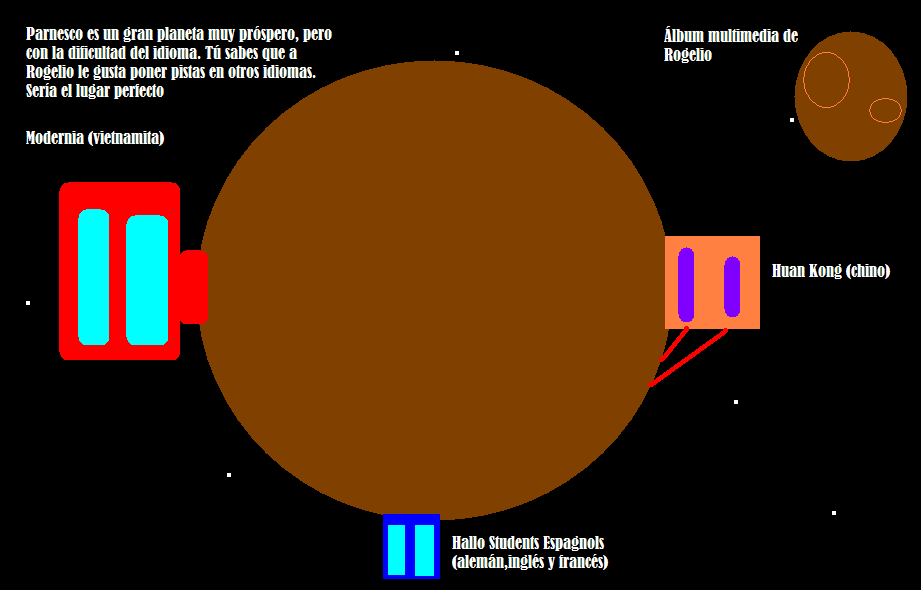 Parnesco es un gran planeta muy próspero, pero
con la dificultad del idioma. Tú sabes que a
Rogelio le gusta poner pistas en otros idiomas.
Sería el lugar perfecto
Álbum multimedia de
Rogelio
Modernia (vietnamita)
Huan Kong (chino)
Hallo Students Espagnols
(alemán,inglés y francés)